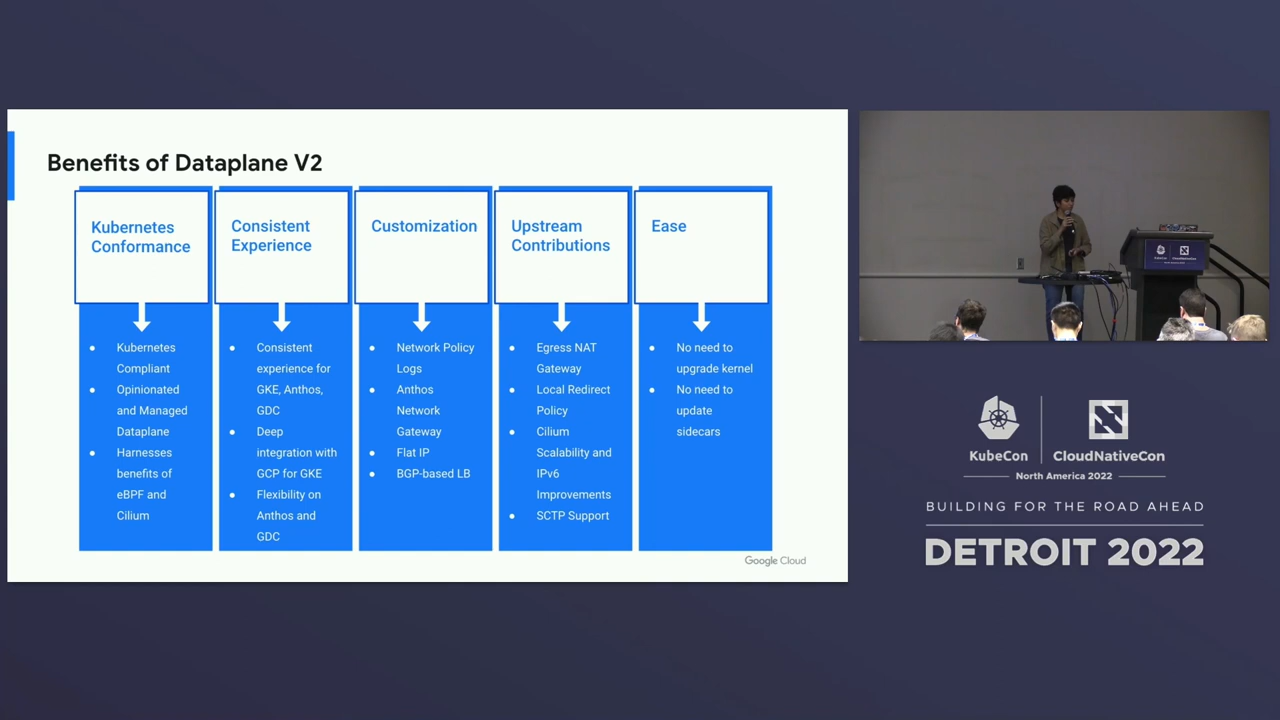 Benefits of Dataplane V2
Kubernetes
Conformance
Kubernetes
Compliant
Opinionated
and Managed
Dataplane
Harnesses
benefits of
eBPF and
Cilium
Consistent
Experience
Consistent
experience for
GKE, Anthos,
GDC
Deep
integration with
GCP for GKE
Flexibility on
Anthos and
GDC
Customization
Network Policy
Logs
Anthos
Network
Gateway
Flat IP
BGP-based LB
Upstream
Contributions
Egress NAT
Gateway
Local Redirect
Policy
Cilium
Scalability and
IPv6
Improvements
SCTP Support
Ease
No need to
upgrade kernel
No need to
update
sidecars
Google Cloud
KubeCon
CloudNativeCon
North America 2022
BUILDING FOR THE ROAD AHEAD
DETROIT 2022